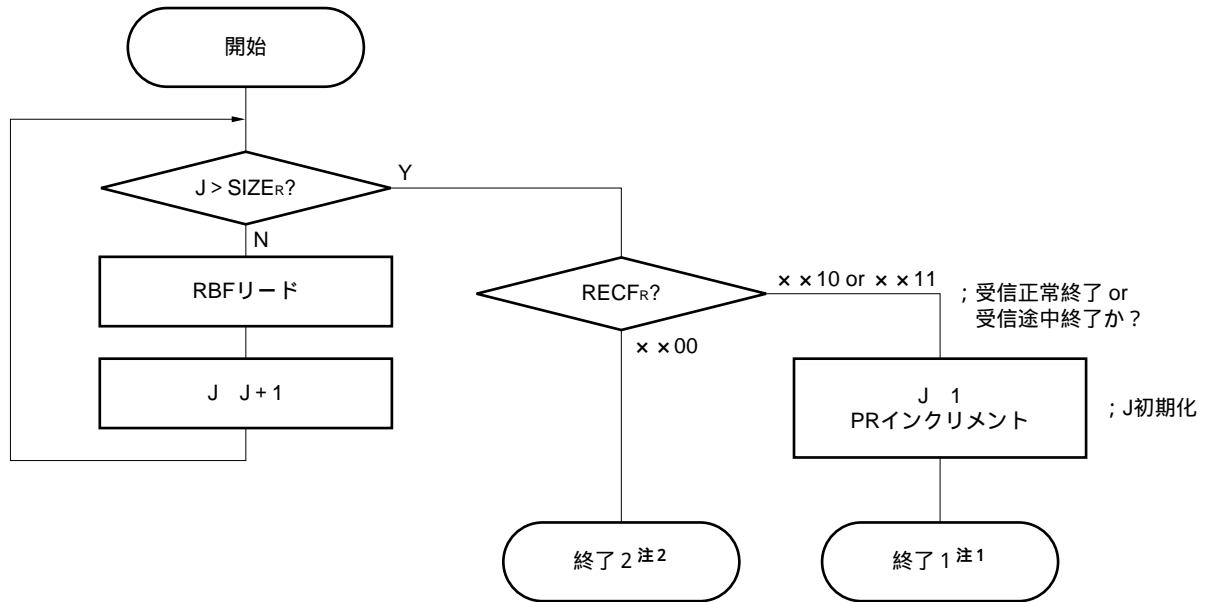 開始
J > SIZER?
Y
N
RBFリード
J J + 1
RECFR?
× ×10 or × ×11
; 受信正常終了 or
受信途中終了か？
× ×00
J 1
PRインクリメント
; J初期化
終了 2 注 2
終了 1 注 1